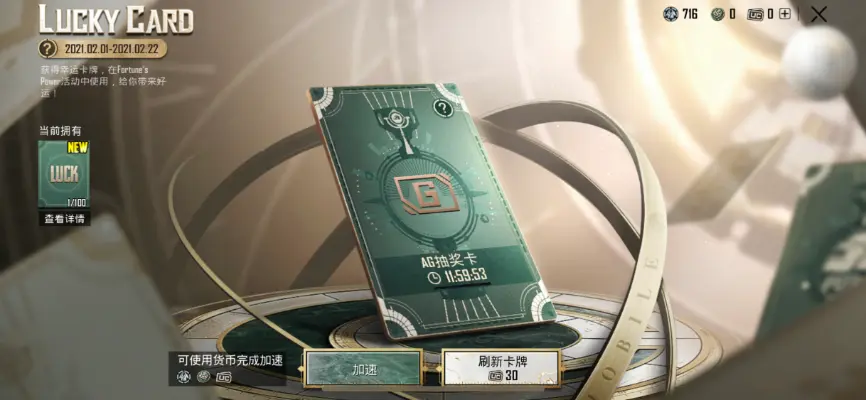 LUCKY CARD
716
0
UC 0
? 2021.02.01-2021.02.22
获得幸运卡牌，在Fortune's
Power活动中使用，给你带来好
运！
当前拥有
NEW
LUCK
1/100
查看详情
?
G
AG抽奖卡
11:59:53
MOBILE
可使用货币完成加速
UC
加速
刷新卡牌
UC 30